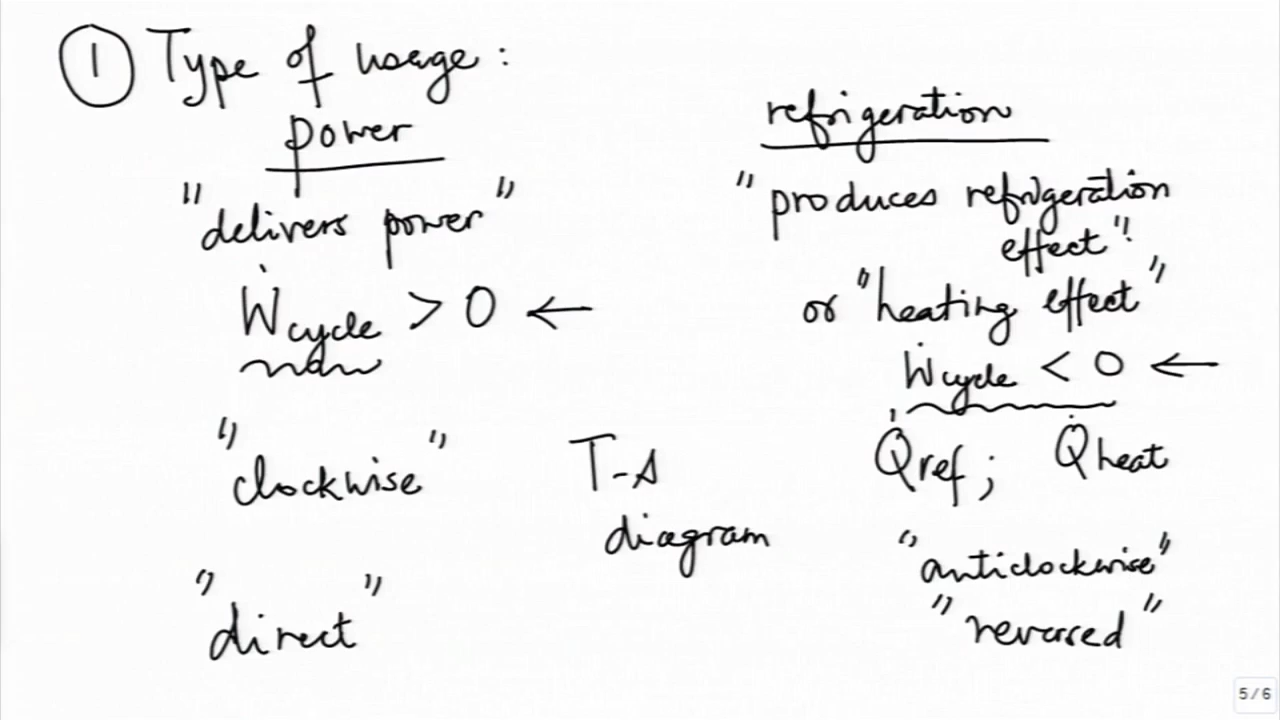 ① Type of usage :
power
"delivers power"
Ẇcycle > 0 ←
"clockwise"
"direct"
T-s
diagram
refrigeration
"produces refrigeration
effect".
or "heating effect"
Ẇcycle < 0 ←
Q̇ref; Q̇heat
"anticlockwise"
"reversed"
5/6